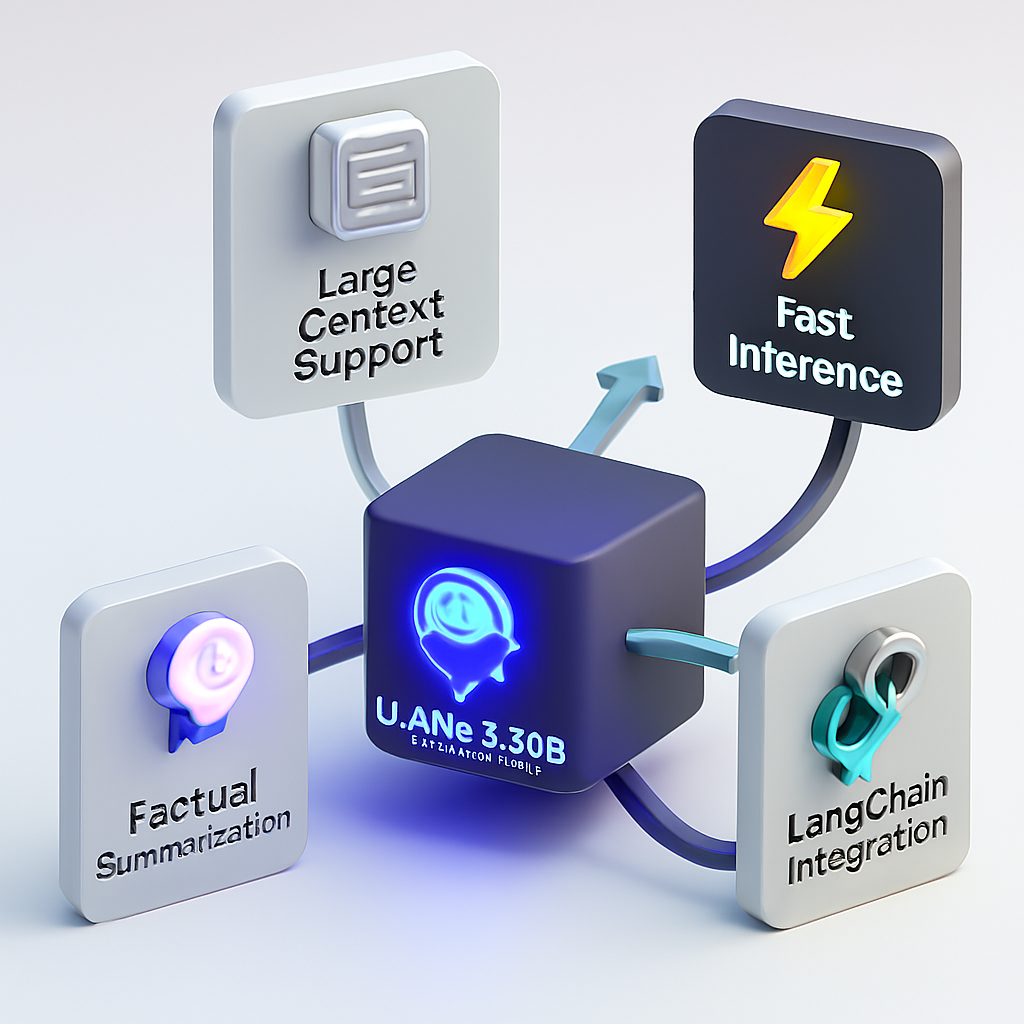 Large
Centext
Support
Fast
Interence
U.ANe 3.30B
Factual
Summarization
LangChain
Integration